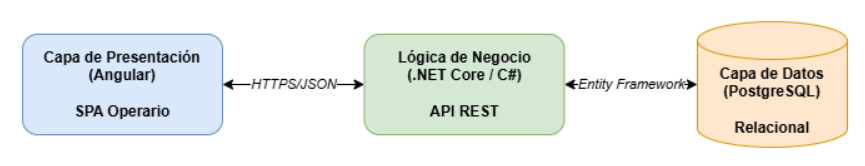 Capa de Presentación
(Angular)
SPA Operario
HTTPS/JSON
Lógica de Negocio
(.NET Core / C#)
API REST
Entity Framework
Capa de Datos
(PostgreSQL)
Relacional